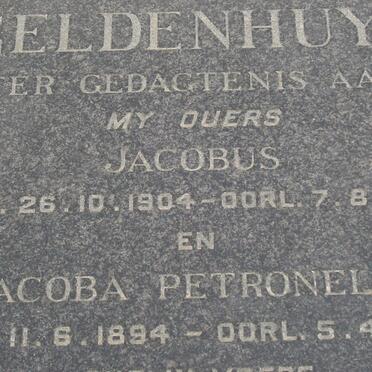 ELDENHUY
TER GEDAGTENIS AA
MY OUERS
JACOBUS
. 26.10.1904-OORL. 7.8
EN
ACOBA PETRONEL
11.6.1894-OORL. 5.4